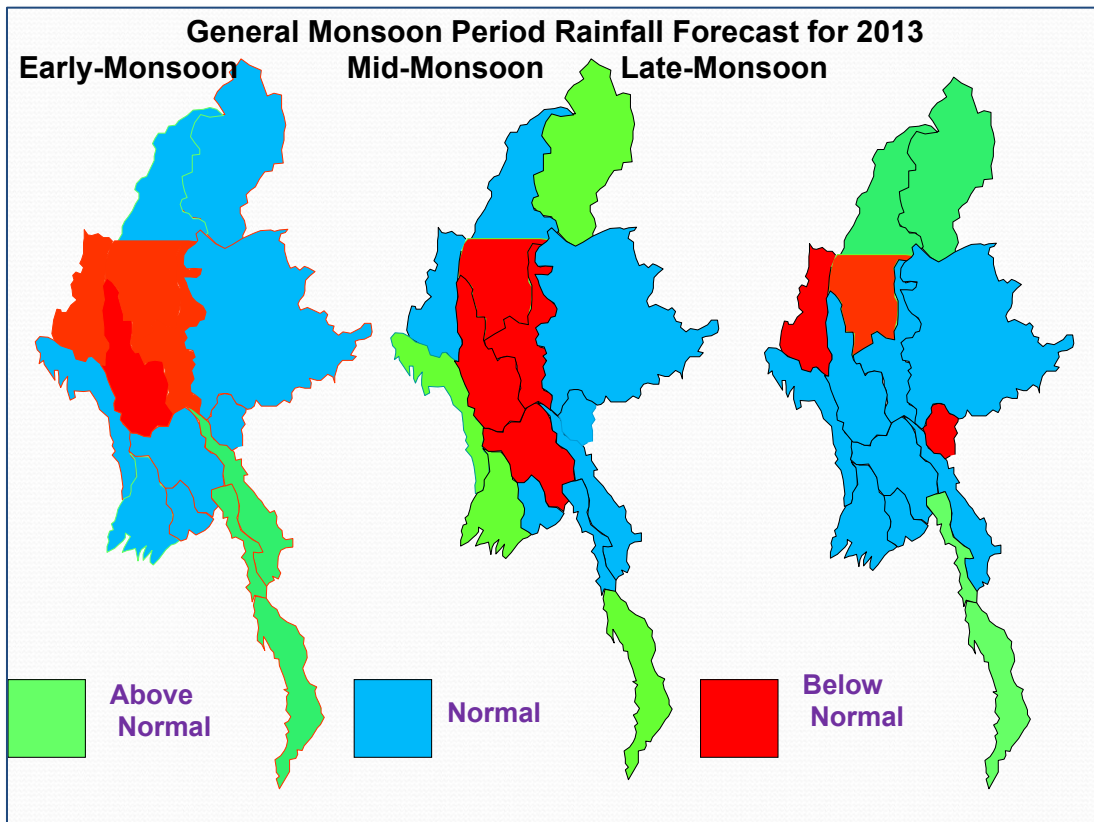 General Monsoon Period Rainfall Forecast for 2013
Early-Monsoon
Mid-Monsoon
Late-Monsoon
Above
Normal
Normal
Below
Normal